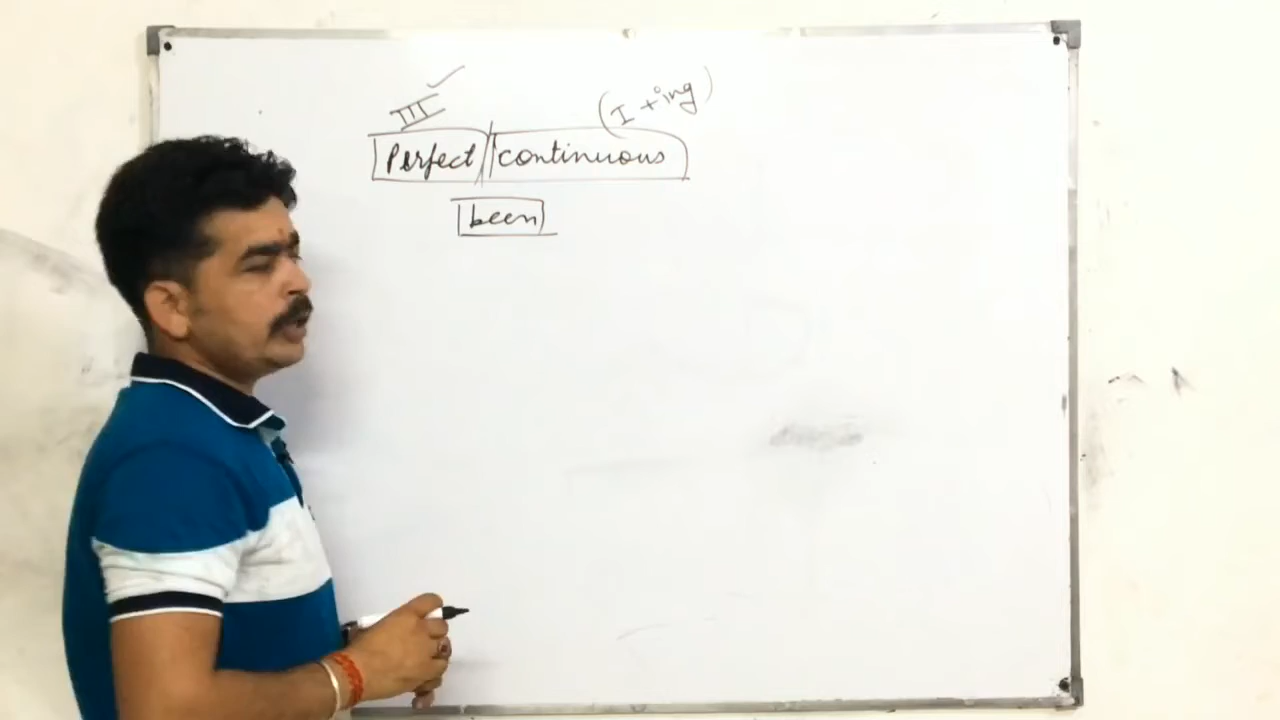 III ✓ (I + ing)
Perfect continuous
been